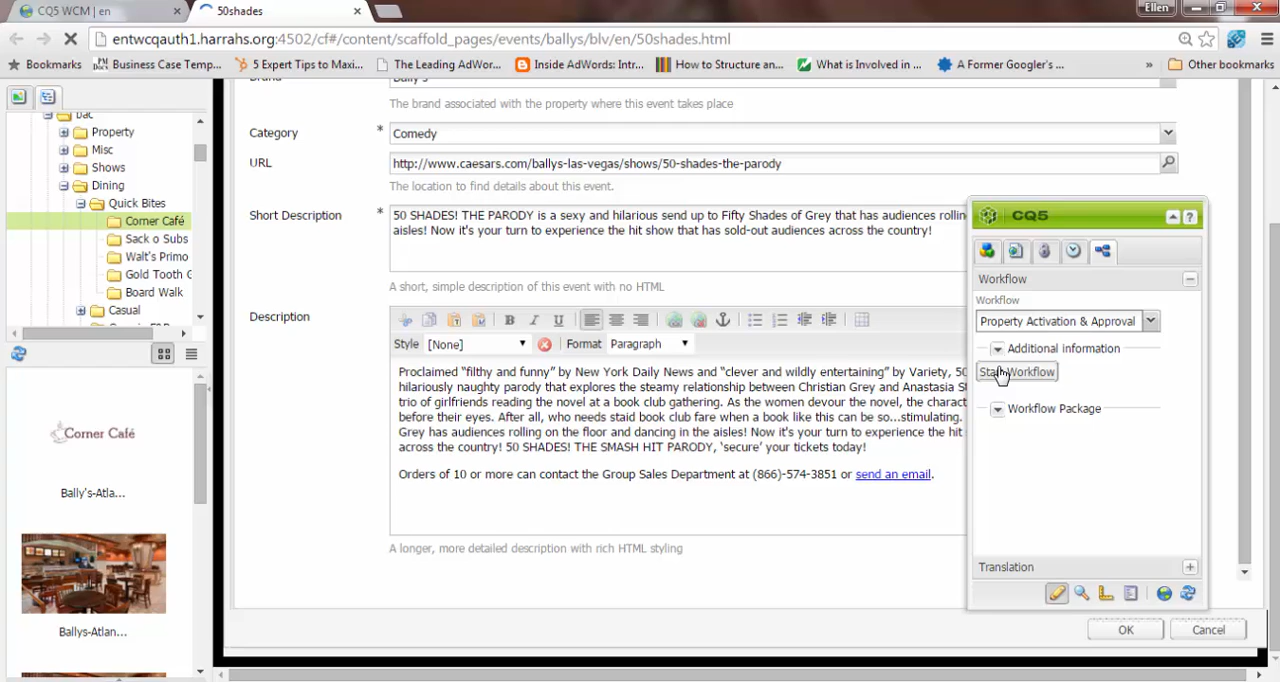 CQ5 WCM | en
50shades
Ellen
entwcqauth1.harrahs.org:4502/cf#/content/scaffold_pages/events/ballys/blv/en/50shades.html
Bookmarks
Business Case Temp...
5 Expert Tips to Maxi...
The Leading AdWor...
Inside AdWords: Intr...
How to Structure an...
What is Involved in ...
A Former Googler's ...
»
Other bookmarks
bac
Property
Misc
Shows
Dining
Quick Bites
Corner Café
Sack o Subs
Walt's Primo
Gold Tooth G
Board Walk
Casual
Corner Café
Bally's-Atla...
Ballys-Atlan...
Brand
Bally's
The brand associated with the property where this event takes place
Category
*
Comedy
URL
http://www.caesars.com/ballys-las-vegas/shows/50-shades-the-parody
The location to find details about this event.
Short Description
*
50 SHADES! THE PARODY is a sexy and hilarious send up to Fifty Shades of Grey that has audiences rollin
aisles! Now it's your turn to experience the hit show that has sold-out audiences across the country!
A short, simple description of this event with no HTML
Description
B I U
Style [None] Format Paragraph
Proclaimed “filthy and funny” by New York Daily News and “clever and wildly entertaining” by Variety, 50
hilariously naughty parody that explores the steamy relationship between Christian Grey and Anastasia St
trio of girlfriends reading the novel at a book club gathering. As the women devour the novel, the charact
before their eyes. After all, who needs staid book club fare when a book like this can be so…stimulating.
Grey has audiences rolling on the floor and dancing in the aisles! Now it's your turn to experience the hit
across the country! 50 SHADES! THE SMASH HIT PARODY, ‘secure’ your tickets today!
Orders of 10 or more can contact the Group Sales Department at (866)-574-3851 or send an email.
A longer, more detailed description with rich HTML styling
CQ5
?
Workflow
Workflow
Property Activation & Approval
Additional information
Start Workflow
Workflow Package
Translation
OK
Cancel